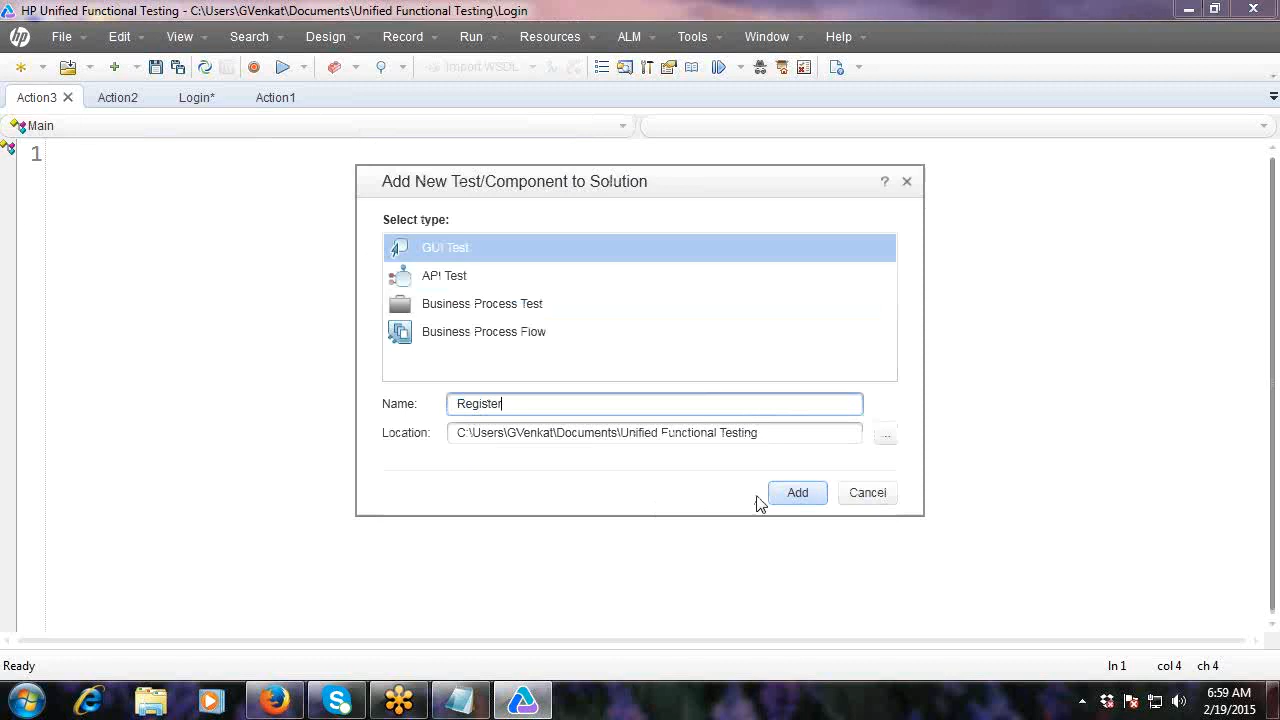 HP Unified Functional Testing - C:\Users\GVenkat\Documents\Unified Functional Testing\Login
hp File Edit View Search Design Record Run Resources ALM Tools Window Help
Import WSDL
Action3 Action2 Login* Action1
Main
1
Add New Test/Component to Solution
?
Select type:
GUI Test
API Test
Business Process Test
Business Process Flow
Name: Register
Location: C:\Users\GVenkat\Documents\Unified Functional Testing ...
Add Cancel
Ready ln 1 col 4 ch 4
6:59 AM
2/19/2015